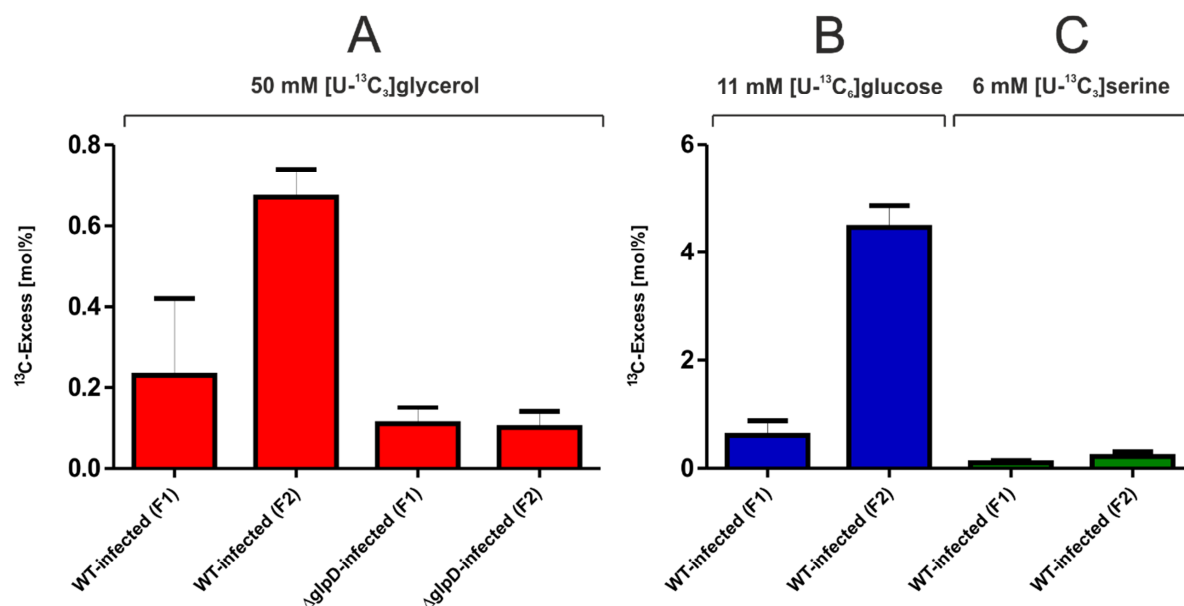 A
B
C
50 mM [U-¹³C₃]glycerol
11 mM [U-¹³C₆]glucose
6 mM [U-¹³C₃]serine
¹³C-Excess [mol%]
0.8
0.6
0.4
0.2
0.0
WT-infected (F1)
WT-infected (F2)
ΔglpD-infected (F1)
ΔglpD-infected (F2)
¹³C-Excess [mol%]
6
4
2
0
WT-infected (F1)
WT-infected (F2)
WT-infected (F1)
WT-infected (F2)